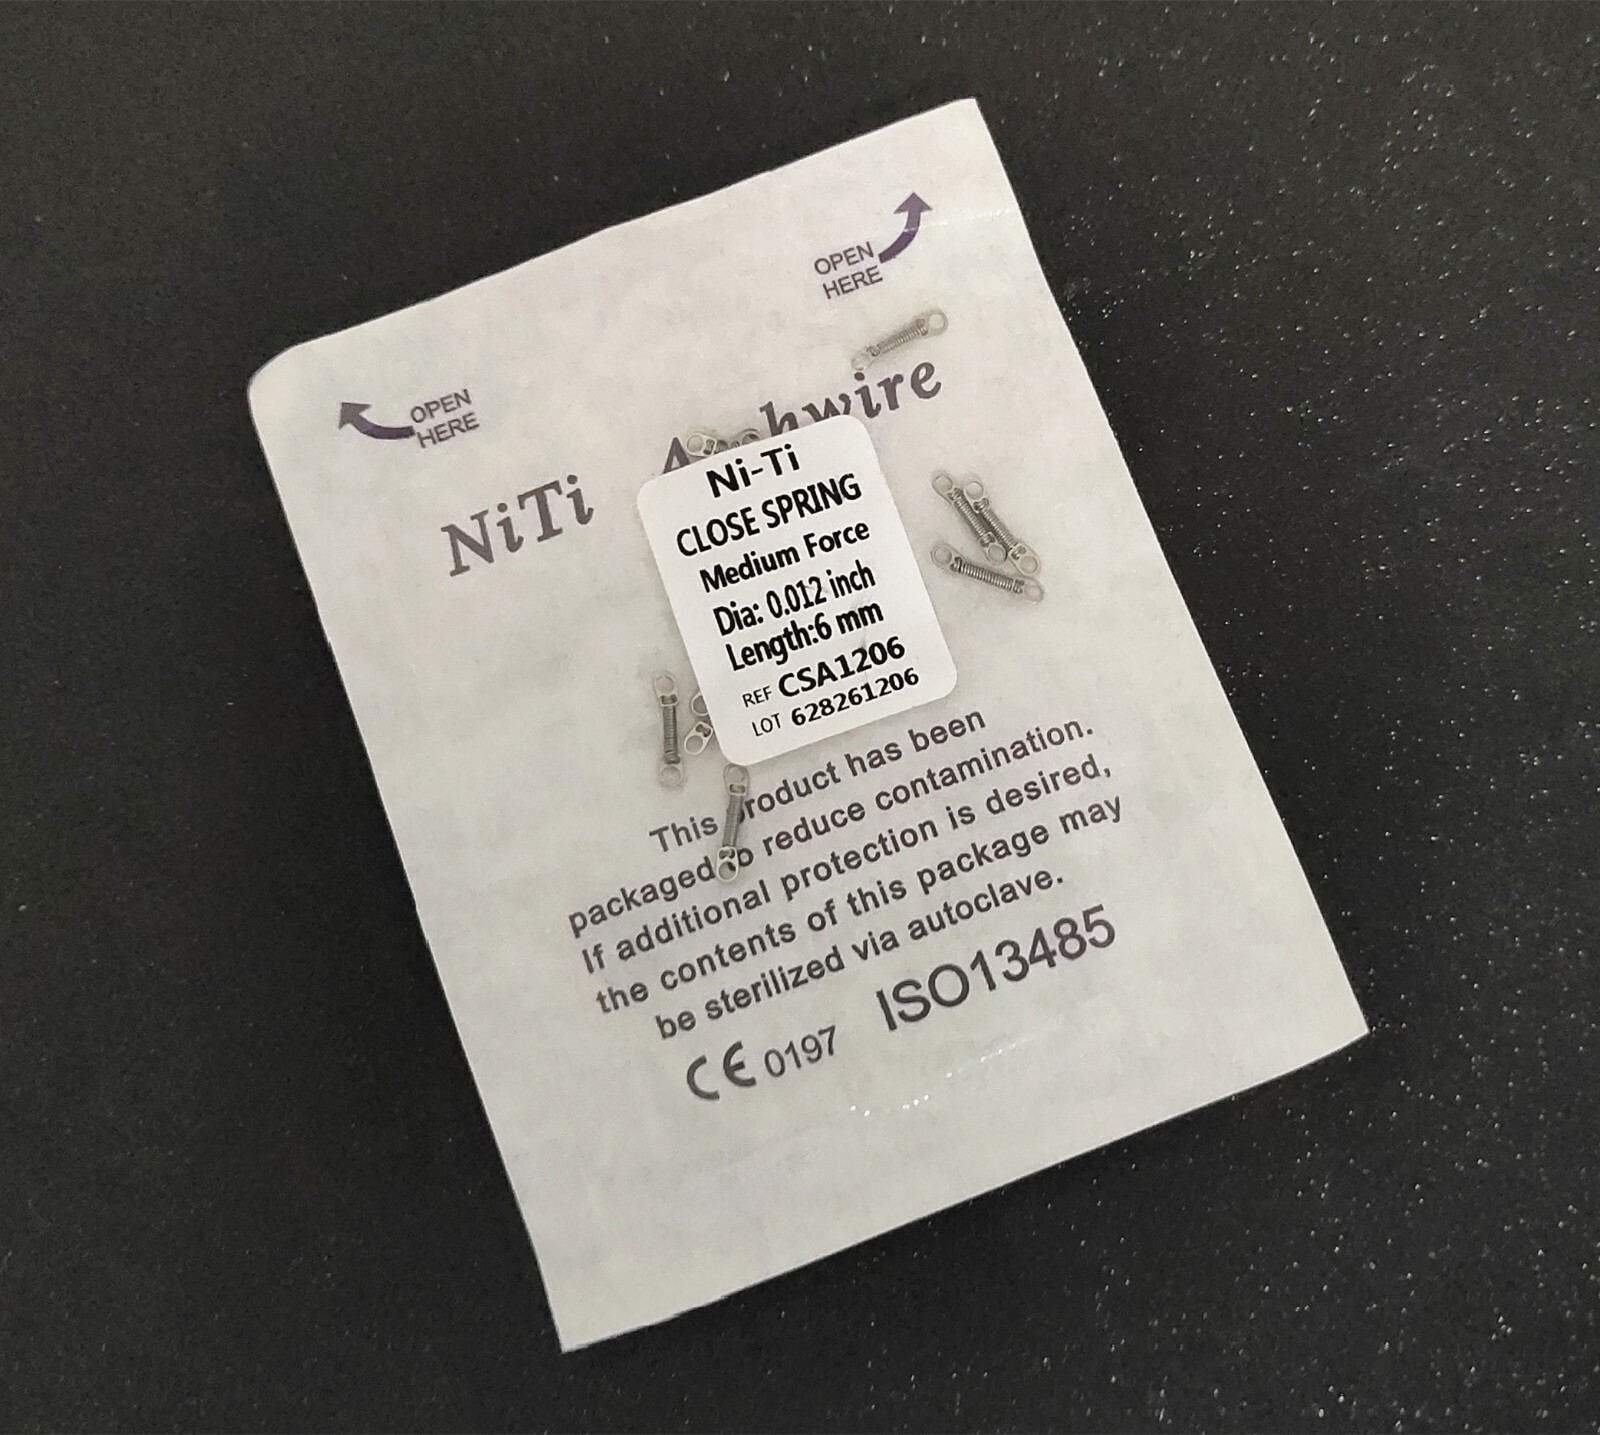 OPEN
HERE
OPEN
HERE
NiTi Archwire
Ni-Ti
CLOSE SPRING
Medium Force
Dia: 0.012 inch
Length:6 mm
REF CSA1206
LOT 628261206
This product has been
packaged to reduce contamination.
If additional protection is desired,
the contents of this package may
be sterilized via autoclave.
CE 0197 ISO13485